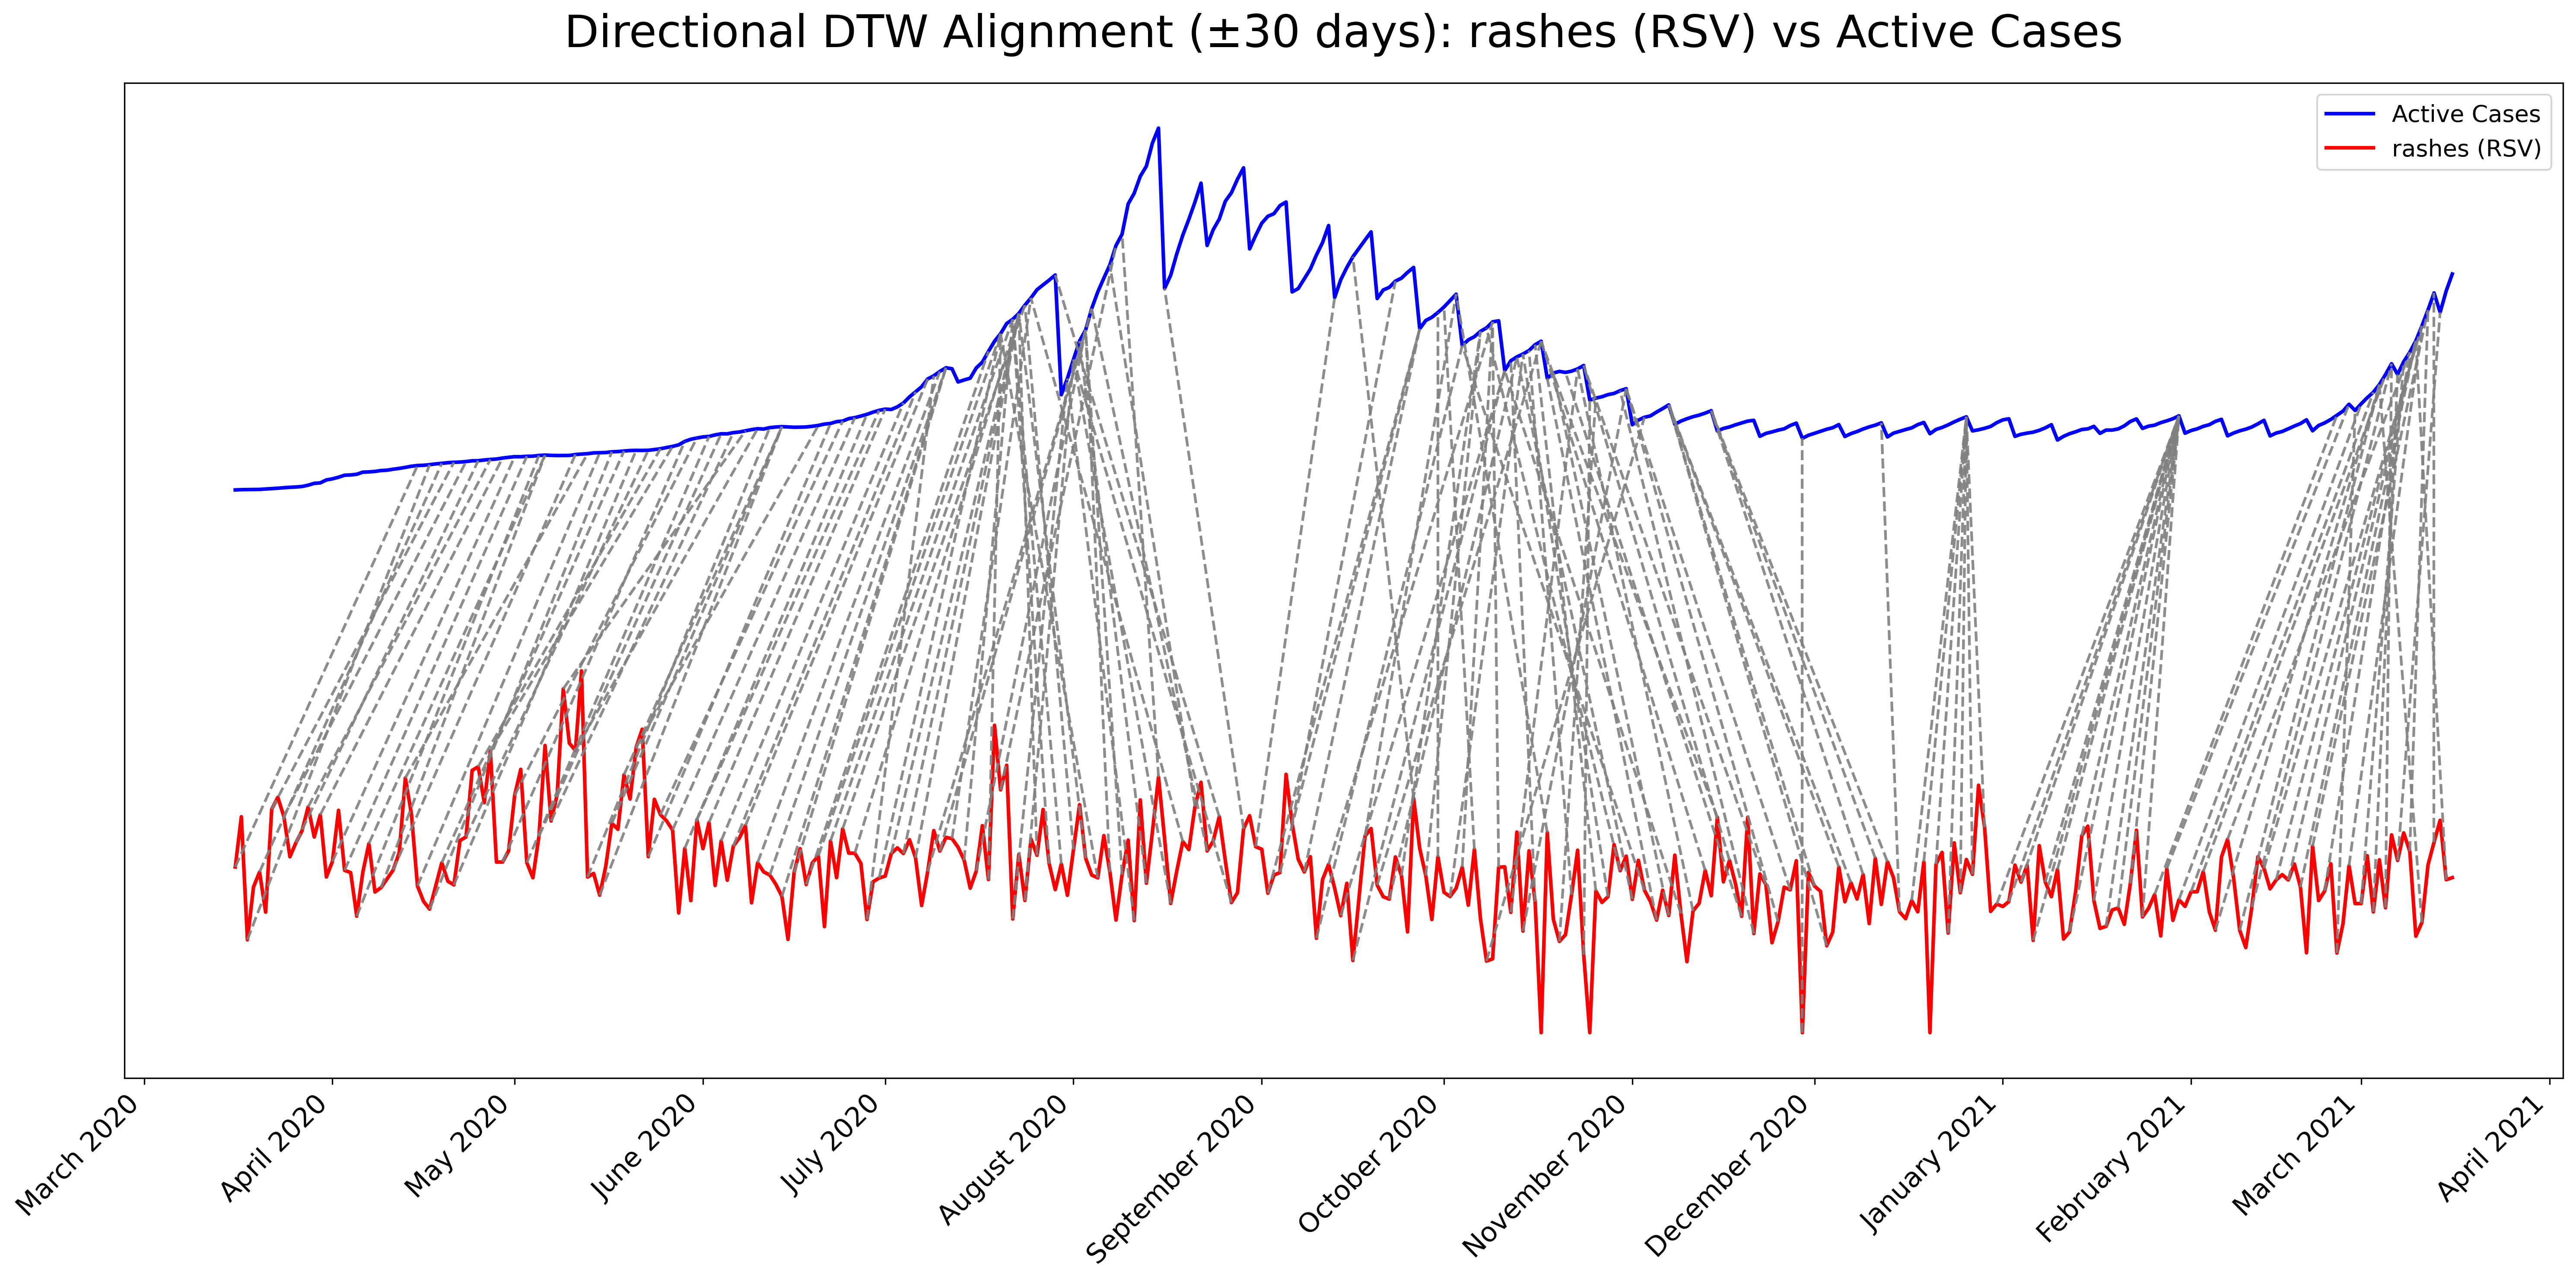 Directional DTW Alignment (±30 days): rashes (RSV) vs Active Cases
Active Cases
rashes (RSV)
March 2020
April 2020
May 2020
June 2020
July 2020
August 2020
September 2020
October 2020
November 2020
December 2020
January 2021
February 2021
March 2021
April 2021